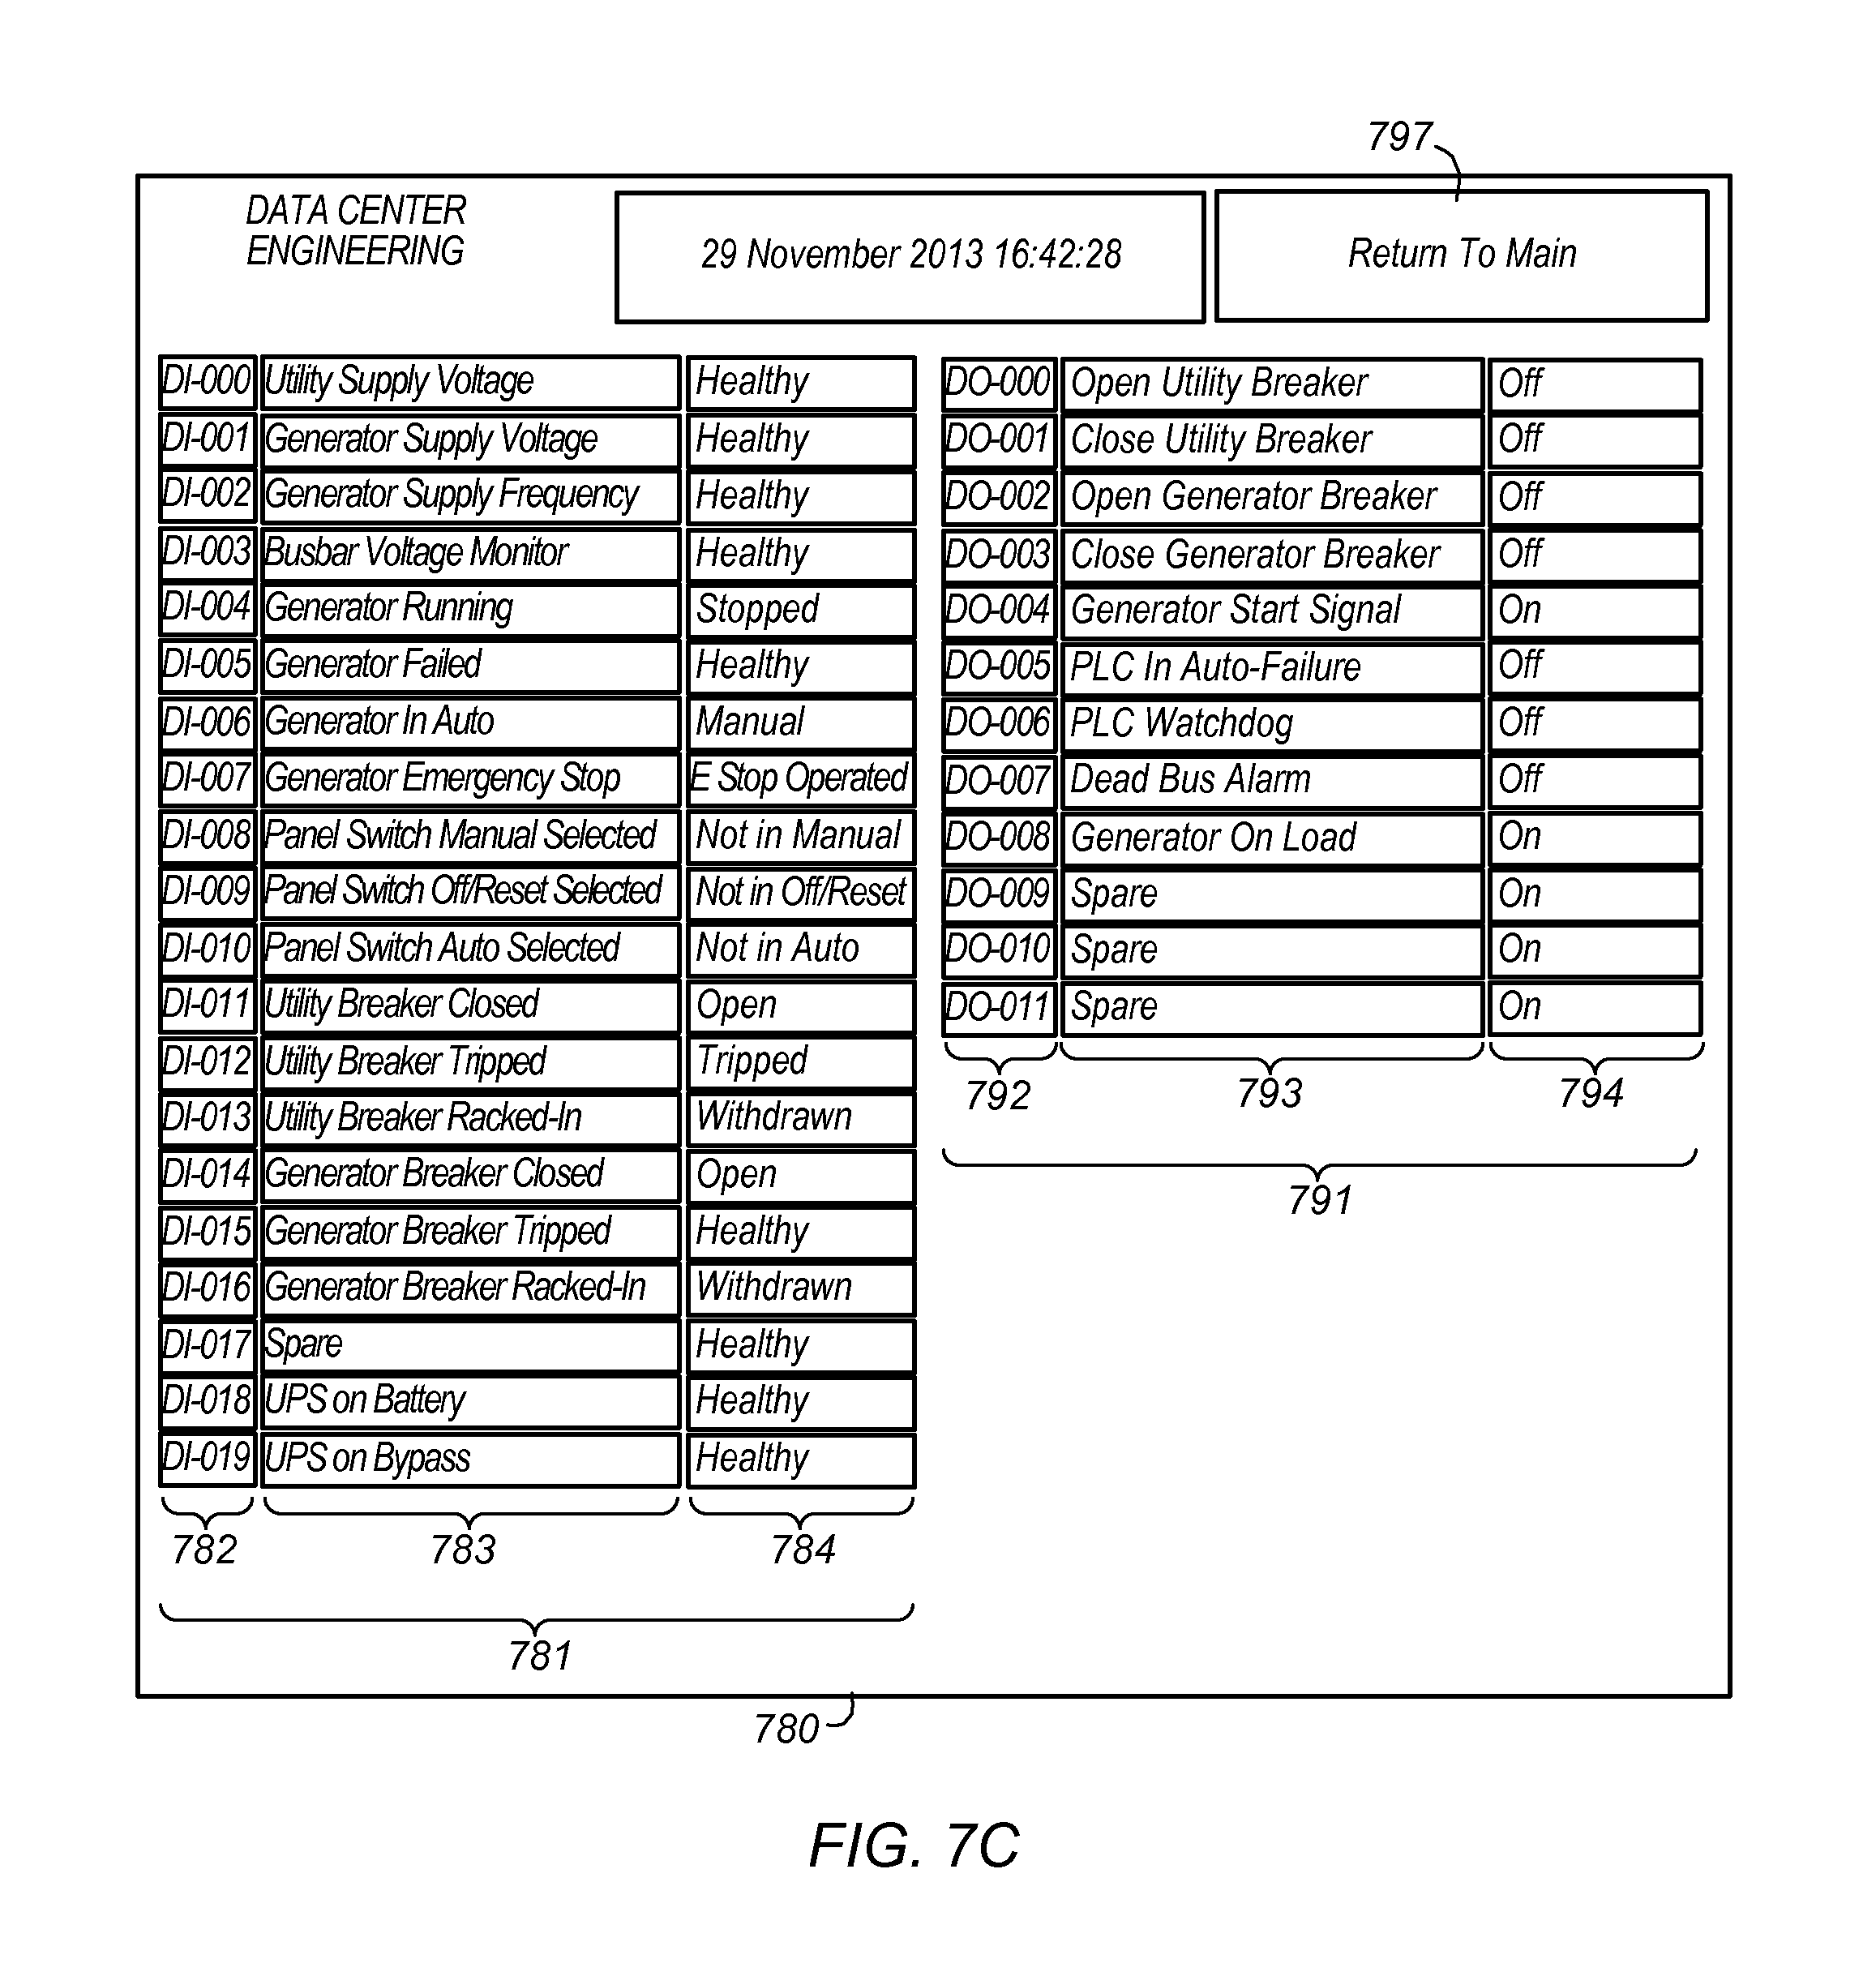 797
DATA CENTER
ENGINEERING
29 November 2013 16:42:28
Return To Main
DI-000 Utility Supply Voltage Healthy
DI-001 Generator Supply Voltage Healthy
DI-002 Generator Supply Frequency Healthy
DI-003 Busbar Voltage Monitor Healthy
DI-004 Generator Running Stopped
DI-005 Generator Failed Healthy
DI-006 Generator In Auto Manual
DI-007 Generator Emergency Stop E Stop Operated
DI-008 Panel Switch Manual Selected Not in Manual
DI-009 Panel Switch Off/Reset Selected Not in Off/Reset
DI-010 Panel Switch Auto Selected Not in Auto
DI-011 Utility Breaker Closed Open
DI-012 Utility Breaker Tripped Tripped
DI-013 Utility Breaker Racked-In Withdrawn
DI-014 Generator Breaker Closed Open
DI-015 Generator Breaker Tripped Healthy
DI-016 Generator Breaker Racked-In Withdrawn
DI-017 Spare Healthy
DI-018 UPS on Battery Healthy
DI-019 UPS on Bypass Healthy
782 783 784
781
DO-000 Open Utility Breaker Off
DO-001 Close Utility Breaker Off
DO-002 Open Generator Breaker Off
DO-003 Close Generator Breaker Off
DO-004 Generator Start Signal On
DO-005 PLC In Auto-Failure Off
DO-006 PLC Watchdog Off
DO-007 Dead Bus Alarm Off
DO-008 Generator On Load On
DO-009 Spare On
DO-010 Spare On
DO-011 Spare On
792 793 794
791
780
FIG. 7C